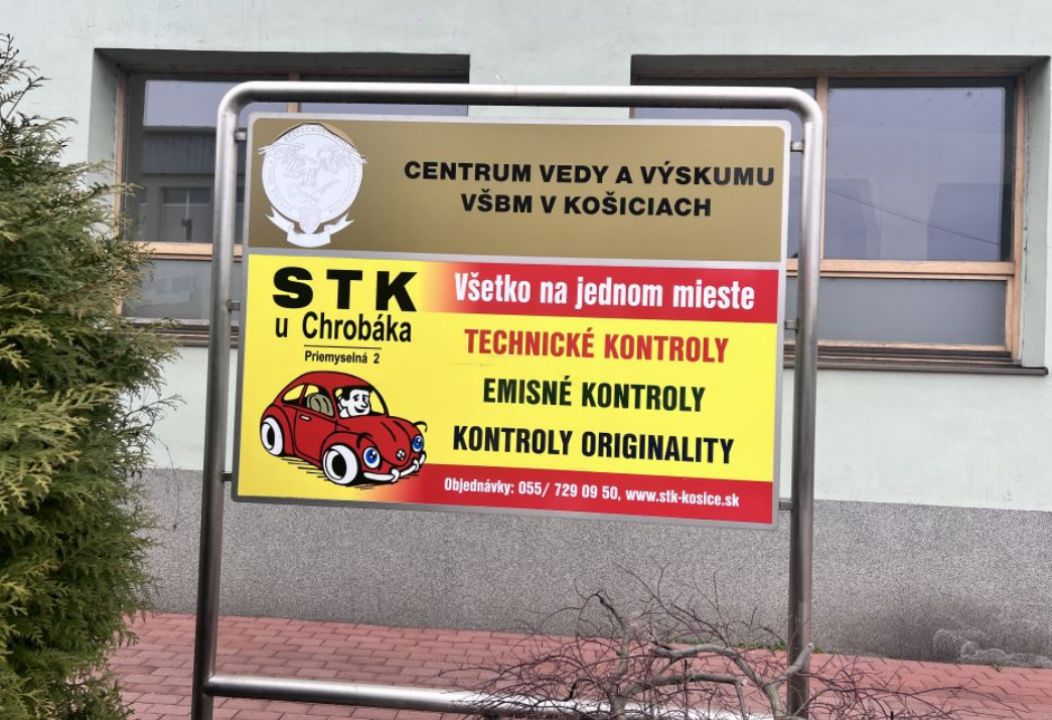 CENTRUM VEDY A VÝSKUMU
VŠBM V KOŠICIACH
STK
u Chrobáka
Priemyselná 2
Všetko na jednom mieste
TECHNICKÉ KONTROLY
EMISNÉ KONTROLY
KONTROLY ORIGINALITY
Objednávky: 055/ 729 09 50, www.stk-kosice.sk